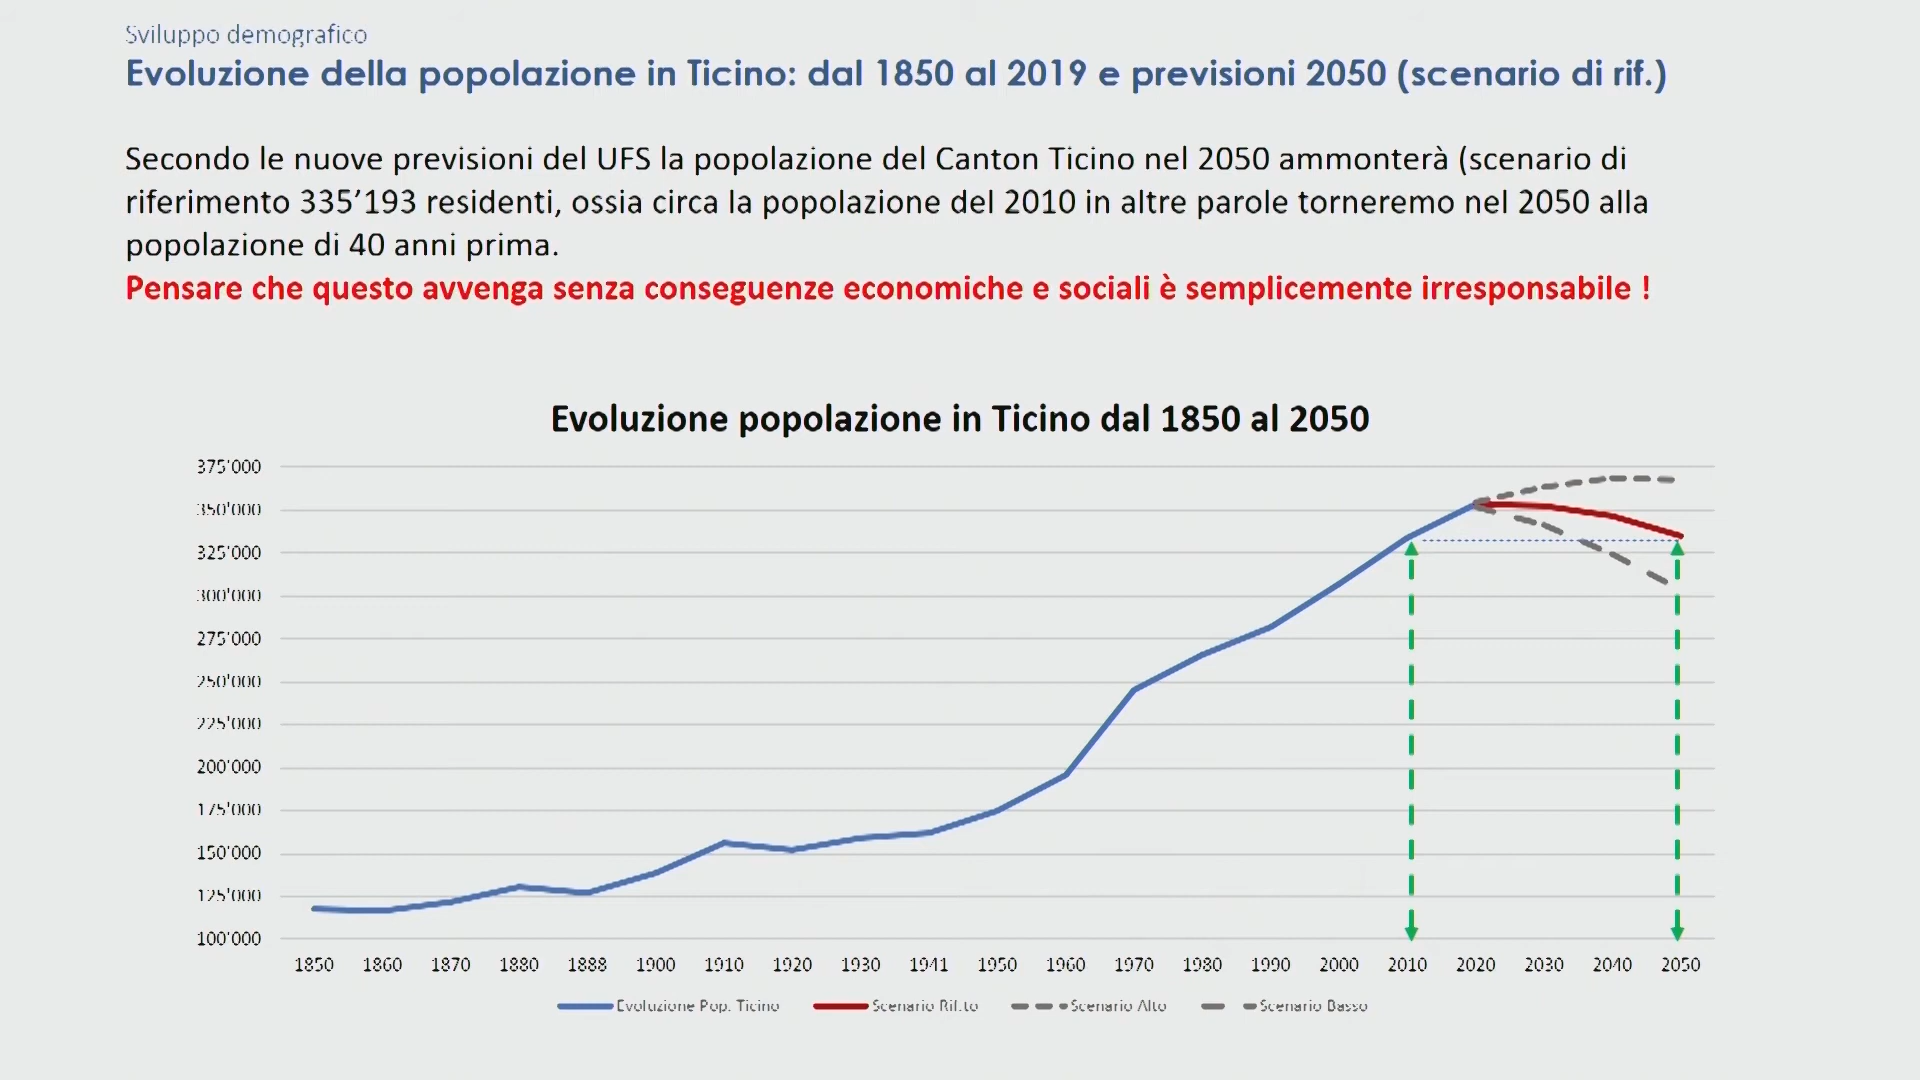 Sviluppo demografico
Evoluzione della popolazione in Ticino: dal 1850 al 2019 e previsioni 2050 (scenario di rif.)
Secondo le nuove previsioni del UFS la popolazione del Canton Ticino nel 2050 ammonterà (scenario di
riferimento 335’193 residenti, ossia circa la popolazione del 2010 in altre parole torneremo nel 2050 alla
popolazione di 40 anni prima.
Pensare che questo avvenga senza conseguenze economiche e sociali è semplicemente irresponsabile !
Evoluzione popolazione in Ticino dal 1850 al 2050
375'000
350'000
325'000
300'000
275'000
250'000
225'000
200'000
175'000
150'000
125'000
100'000
1850 1860 1870 1880 1888 1900 1910 1920 1930 1941 1950 1960 1970 1980 1990 2000 2010 2020 2030 2040 2050
Evoluzione Pop. Ticino Scenario Rif.to Scenario Alto Scenario Basso